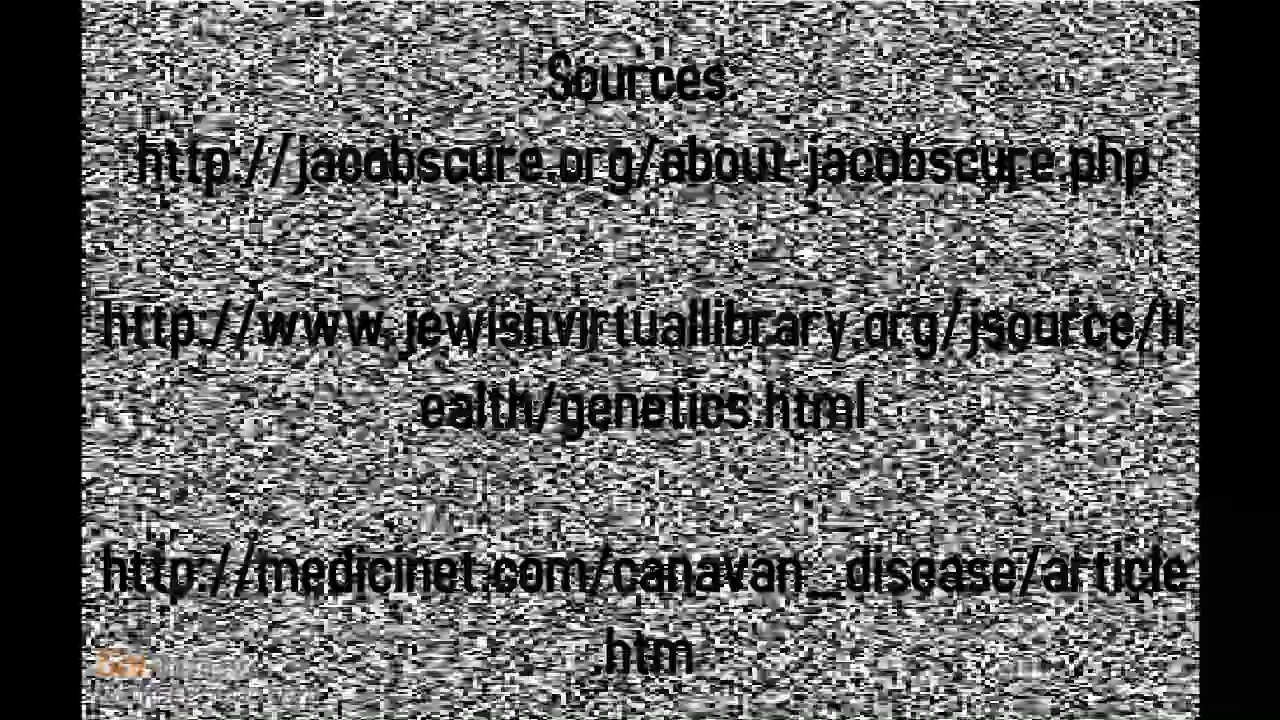 Sources:
http://jacobscure.org/about-jacobscure.php
http://www.jewishvirtuallibrary.org/jsource/H
ealth/genetics.html
http://medicinet.com/canavan_disease/article
.htm